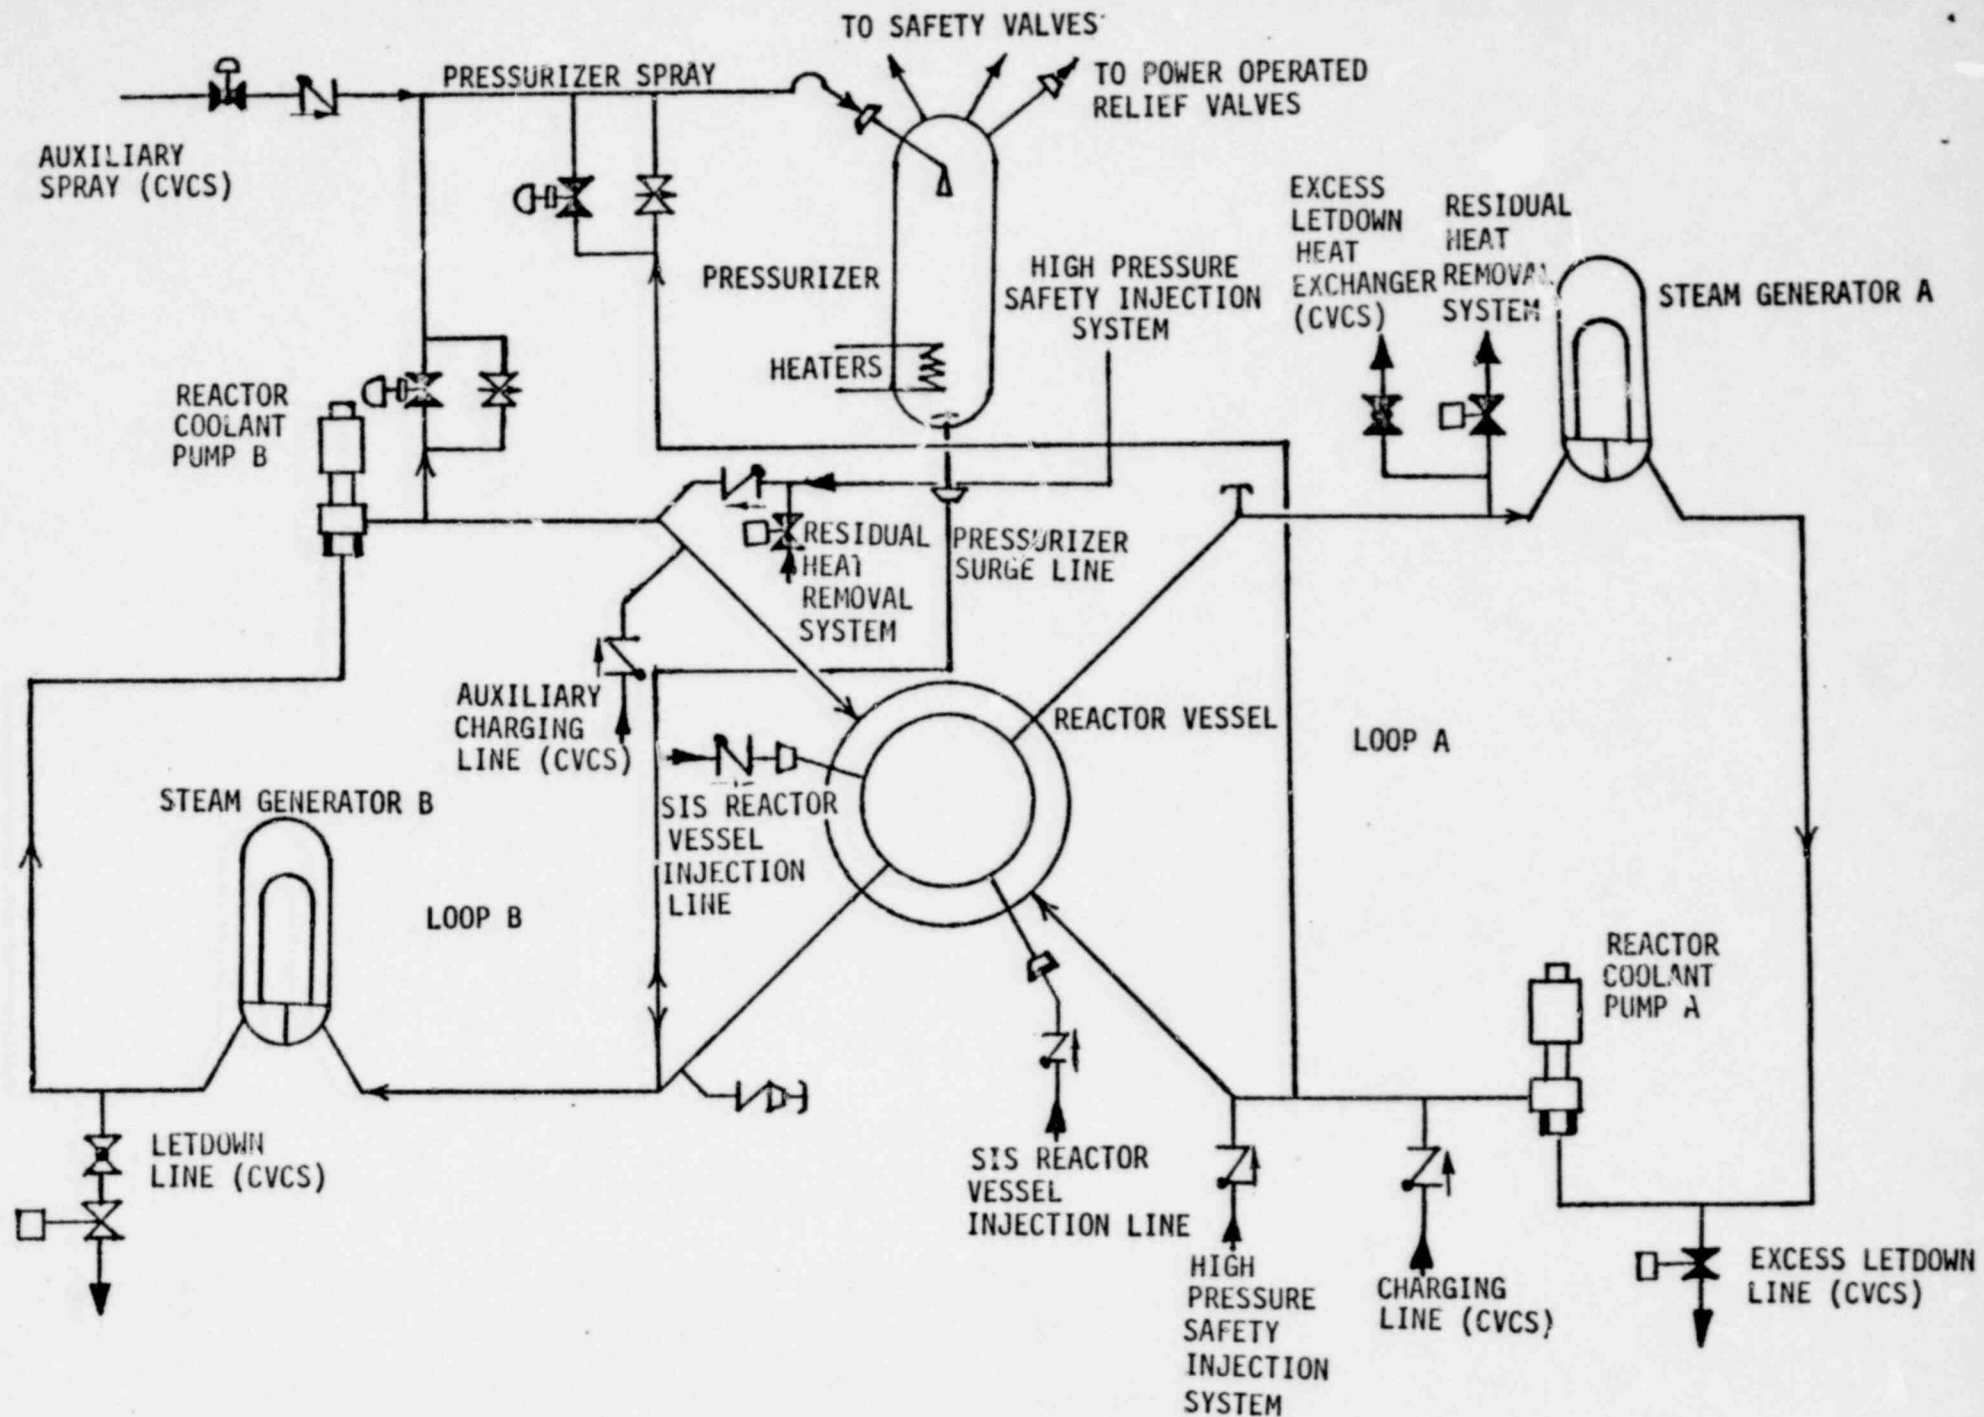 TO SAFETY VALVES
PRESSURIZER SPRAY
TO POWER OPERATED
RELIEF VALVES
AUXILIARY
SPRAY (CVCS)
EXCESS
LETDOWN
HEAT
EXCHANGER
(CVCS)
RESIDUAL
HEAT
REMOVAL
SYSTEM
PRESSURIZER
HIGH PRESSURE
SAFETY INJECTION
SYSTEM
STEAM GENERATOR A
HEATERS
REACTOR
COOLANT
PUMP B
RESIDUAL
HEAT
REMOVAL
SYSTEM
PRESSURIZER
SURGE LINE
AUXILIARY
CHARGING
LINE (CVCS)
REACTOR VESSEL
LOOP A
STEAM GENERATOR B
SIS REACTOR
VESSEL
INJECTION
LINE
LOOP B
REACTOR
COOLANT
PUMP A
LETDOWN
LINE (CVCS)
SIS REACTOR
VESSEL
INJECTION LINE
HIGH
PRESSURE
SAFETY
INJECTION
SYSTEM
CHARGING
LINE (CVCS)
EXCESS LETDOWN
LINE (CVCS)